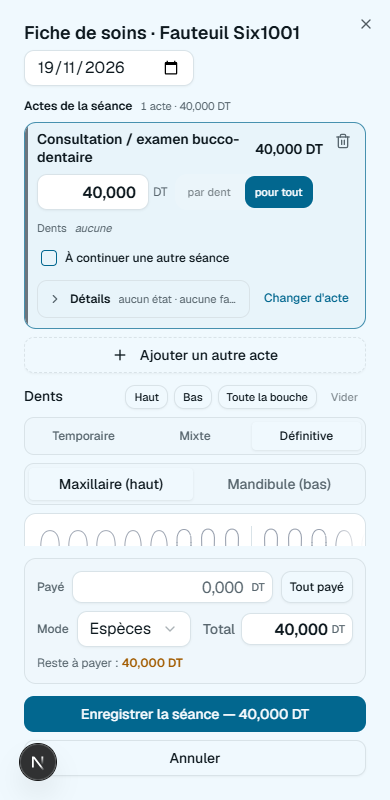 Fiche de soins · Fauteuil Six1001
19/11/2026
Actes de la séance 1 acte · 40,000 DT
Consultation / examen bucco-
dentaire
40,000 DT
40,000 DT par dent pour tout
Dents aucune
À continuer une autre séance
Détails aucun état · aucune fa... Changer d'acte
Ajouter un autre acte
Dents Haut Bas Toute la bouche Vider
Temporaire Mixte Définitive
Maxillaire (haut) Mandibule (bas)
Payé 0,000 DT Tout payé
Mode Espèces Total 40,000 DT
Reste à payer : 40,000 DT
Enregistrer la séance — 40,000 DT
Annuler
N